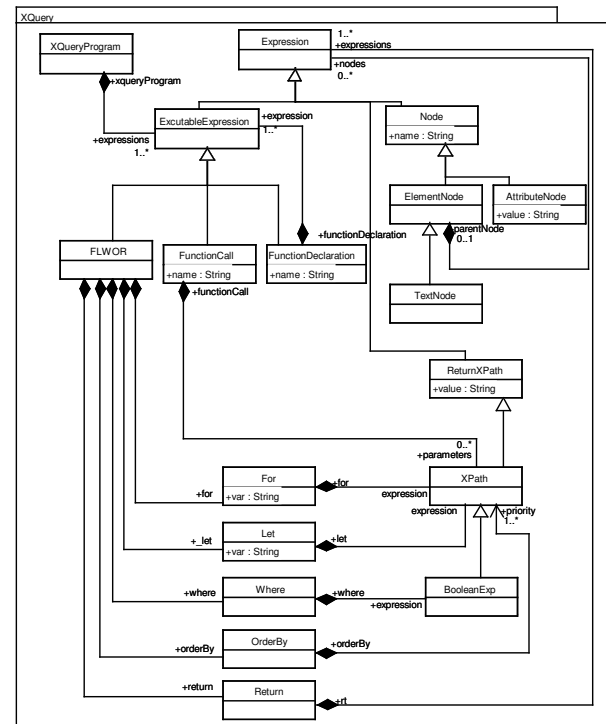 XQuery
XQueryProgram
+xqueryProgram
+expressions
1..*
Expression
1..*
+expressions
+nodes
0..*
ExcutableExpression
+expression
1..*
Node
+name : String
ElementNode
AttributeNode
+value : String
parentNode
0..1
TextNode
+functionDeclaration
FLWOR
FunctionCall
+name : String
+functionCall
FunctionDeclaration
+name : String
ReturnXPath
+value : String
0..*
+parameters
XPath
expression
expression
+priority
1..*
+for
For
+var : String
+for
+_let
Let
+var : String
+let
+where
Where
+where
+expression
BooleanExp
+orderBy
OrderBy
+orderBy
+return
Return
+rt